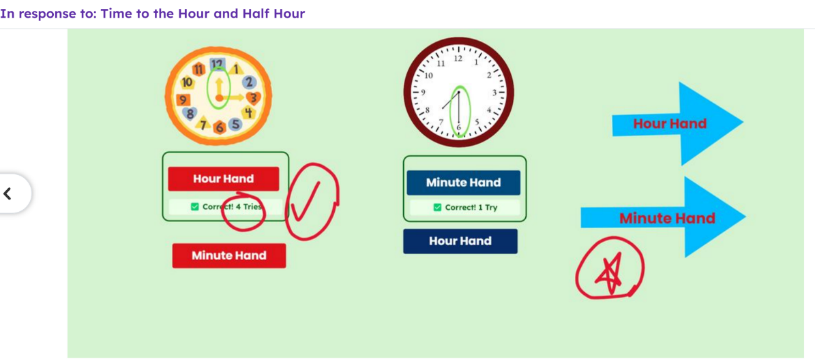 In response to: Time to the Hour and Half Hour
12
1
2
3
4
5
6
7
8
9
10
11
12
1
2
3
4
5
6
7
8
9
10
11
Hour Hand
Correct! 4 Tries
Minute Hand
Minute Hand
Correct! 1 Try
Hour Hand
Hour Hand
Minute Hand